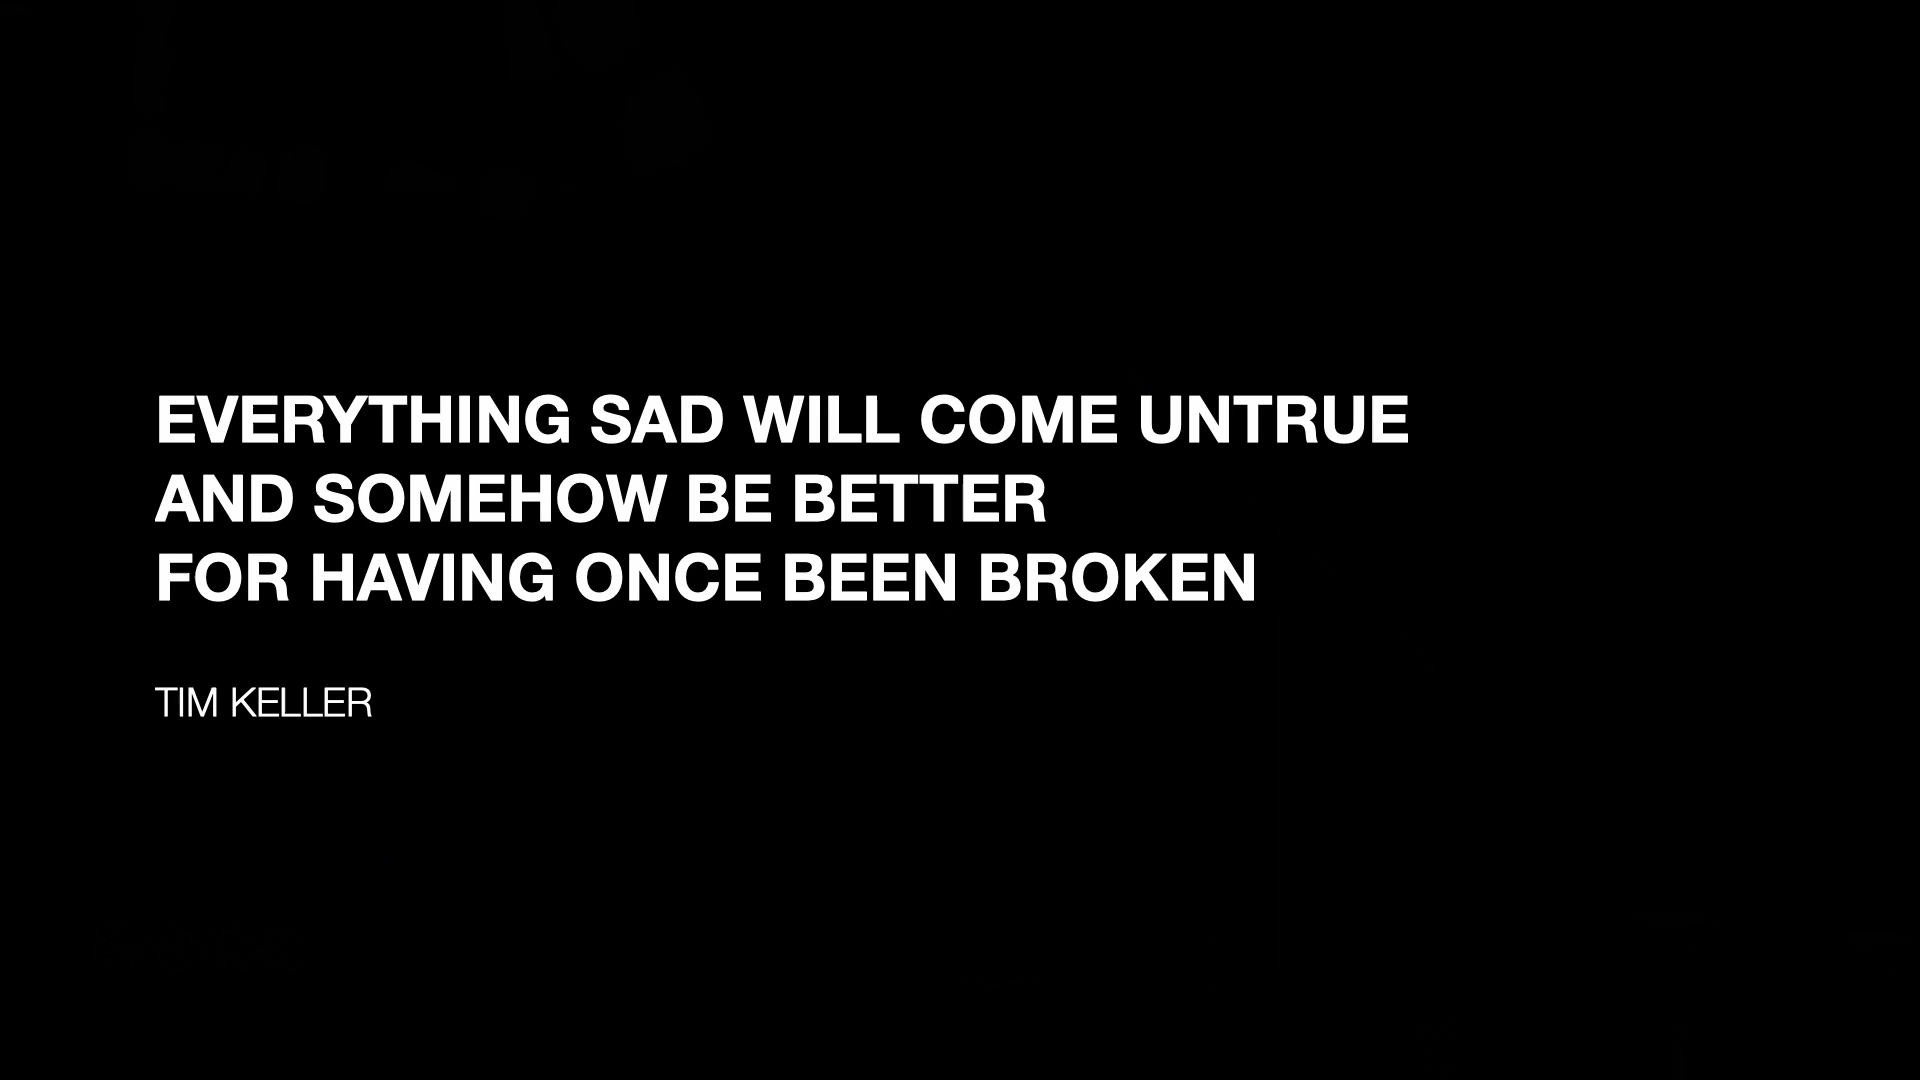 EVERYTHING SAD WILL COME UNTRUE
AND SOMEHOW BE BETTER
FOR HAVING ONCE BEEN BROKEN
TIM KELLER